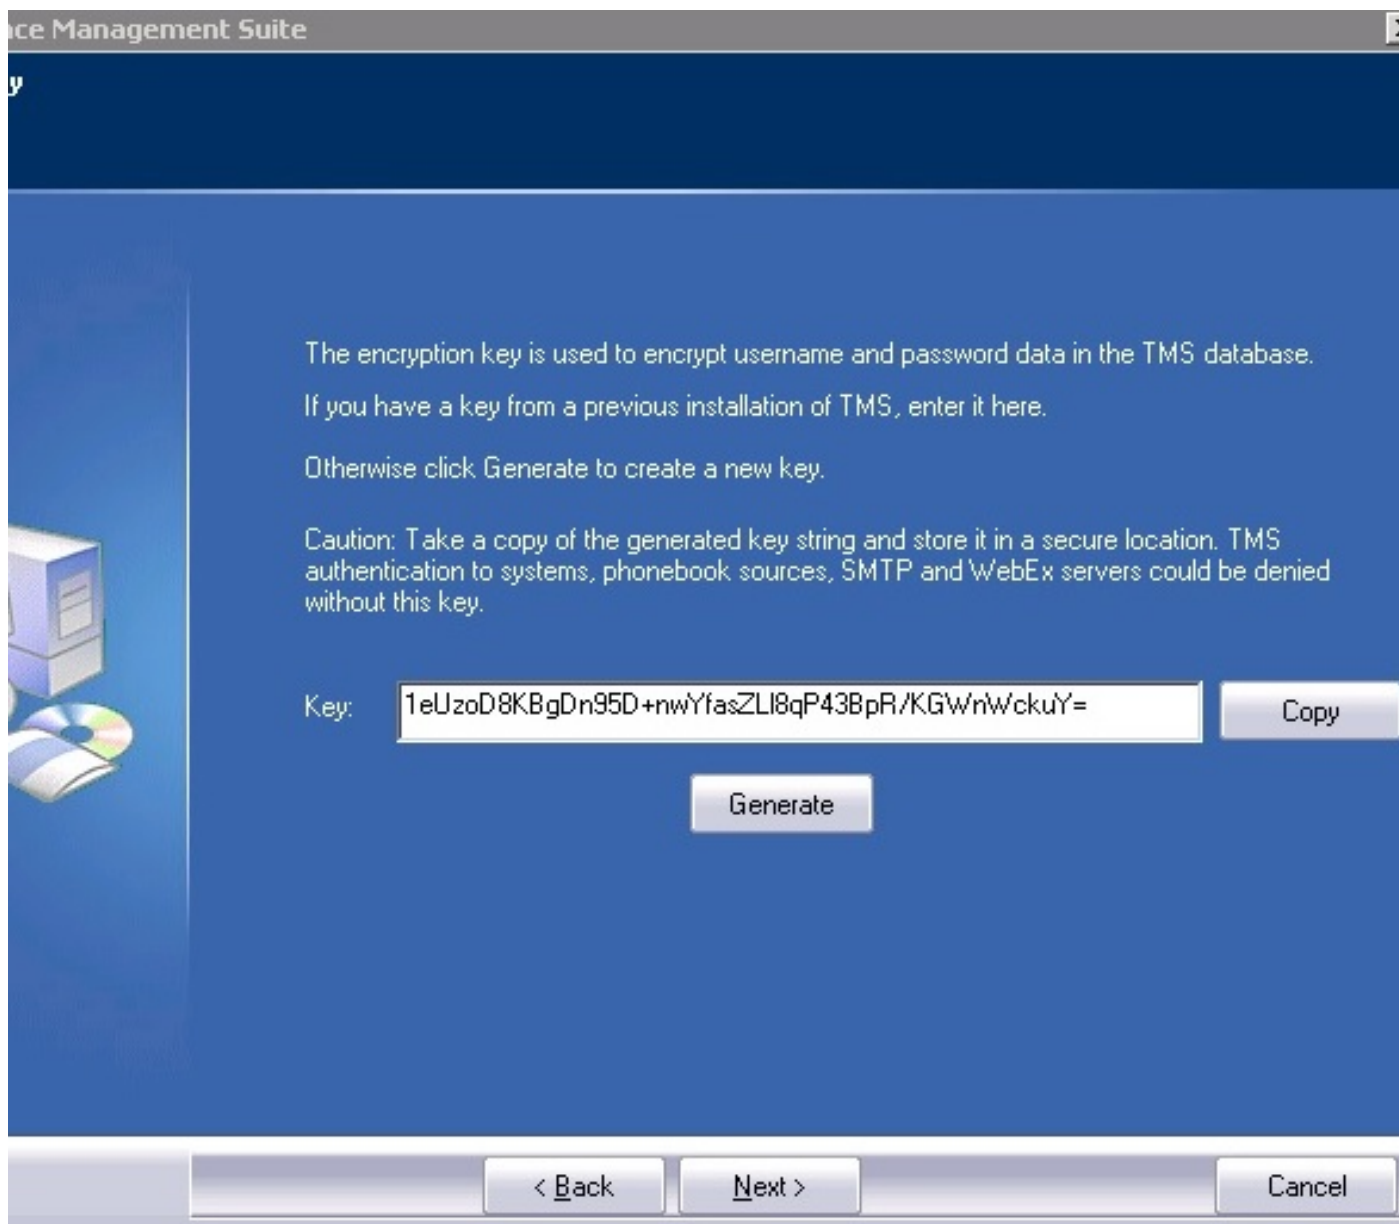 ce Management Suite
y
The encryption key is used to encrypt username and password data in the TMS database.
If you have a key from a previous installation of TMS, enter it here.
Otherwise click Generate to create a new key.
Caution: Take a copy of the generated key string and store it in a secure location. TMS
authentication to systems, phonebook sources, SMTP and WebEx servers could be denied
without this key.
Key: 1eUzoD8KBgDn95D+nwYfasZLl8qP43BpR/KGWnWckuY= Copy
Generate
< Back Next > Cancel